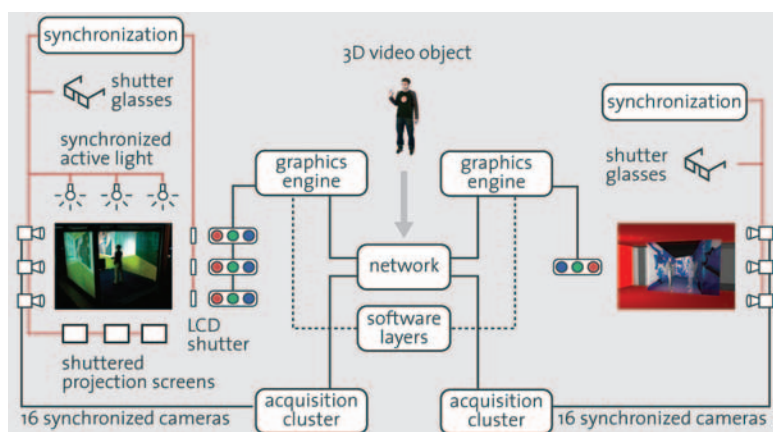 synchronization
3D video object
shutter
glasses
synchronization
synchronized
active light
graphics
engine
graphics
engine
shutter
glasses
network
LCD
shutter
software
layers
shuttered
projection screens
16 synchronized cameras
acquisition
cluster
acquisition
cluster
16 synchronized cameras